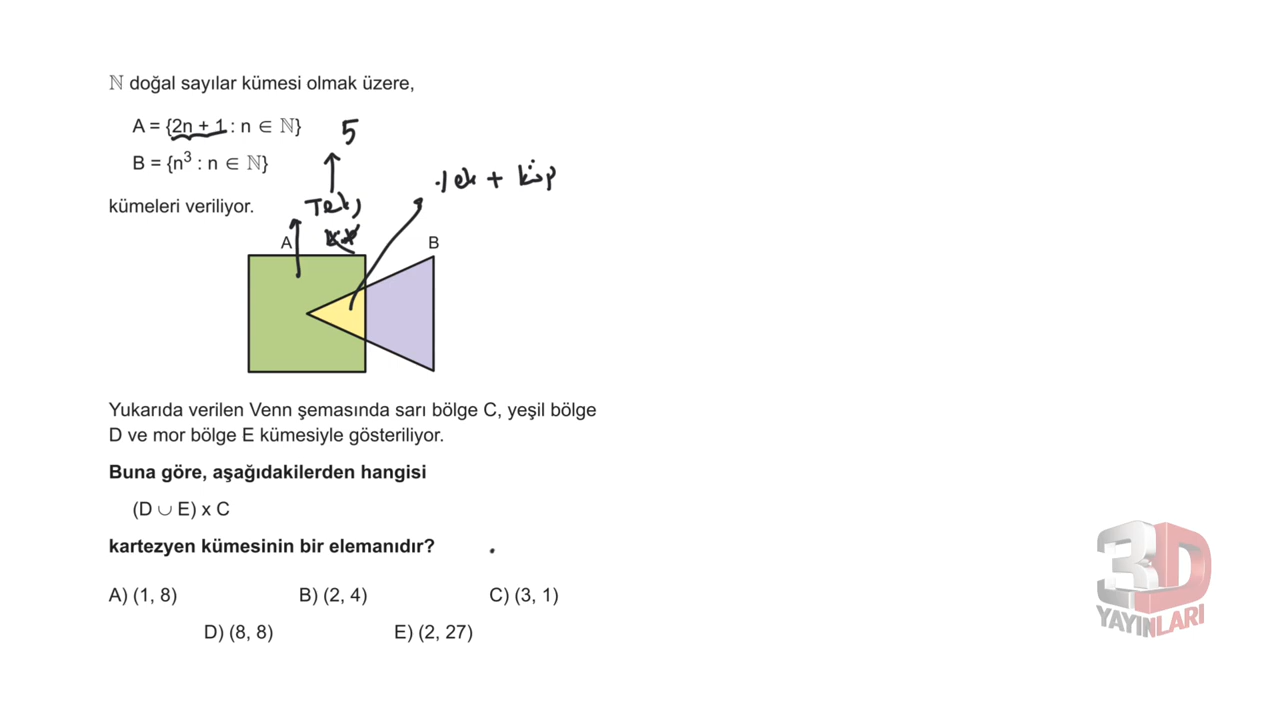 ℕ doğal sayılar kümesi olmak üzere,
A = {2n + 1 : n ∈ ℕ}
5
B = {n³ : n ∈ ℕ}
+ küp
kümeleri veriliyor.
Tek,
A
B
Yukarıda verilen Venn şemasında sarı bölge C, yeşil bölge
D ve mor bölge E kümesiyle gösteriliyor.
Buna göre, aşağıdakilerden hangisi
(D ∪ E) x C
kartezyen kümesinin bir elemanıdır?
A) (1, 8) B) (2, 4) C) (3, 1)
D) (8, 8) E) (2, 27)
3D
YAYINLARI